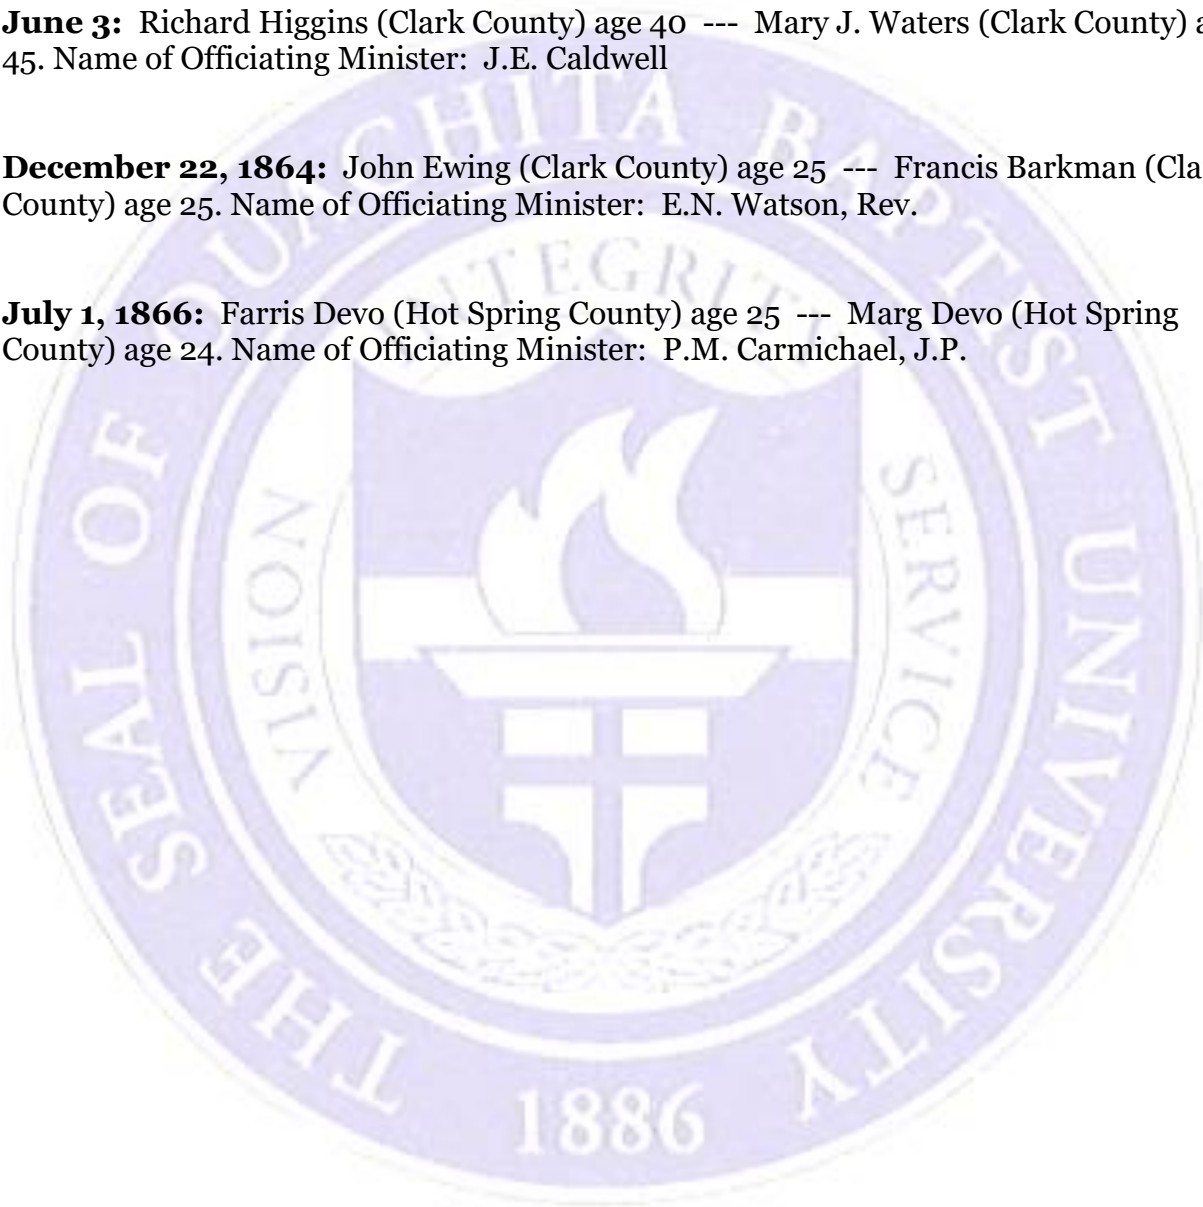 June 3: Richard Higgins (Clark County) age 40 --- Mary J. Waters (Clark County) a
45. Name of Officiating Minister: J.E. Caldwell
December 22, 1864: John Ewing (Clark County) age 25 --- Francis Barkman (Cla
County) age 25. Name of Officiating Minister: E.N. Watson, Rev.
July 1, 1866: Farris Devo (Hot Spring County) age 25 --- Marg Devo (Hot Spring
County) age 24. Name of Officiating Minister: P.M. Carmichael, J.P.
THE SEAL OF OUACHITA BAPTIST UNIVERSITY
VISION
INTEGRITY
SERVICE
1886